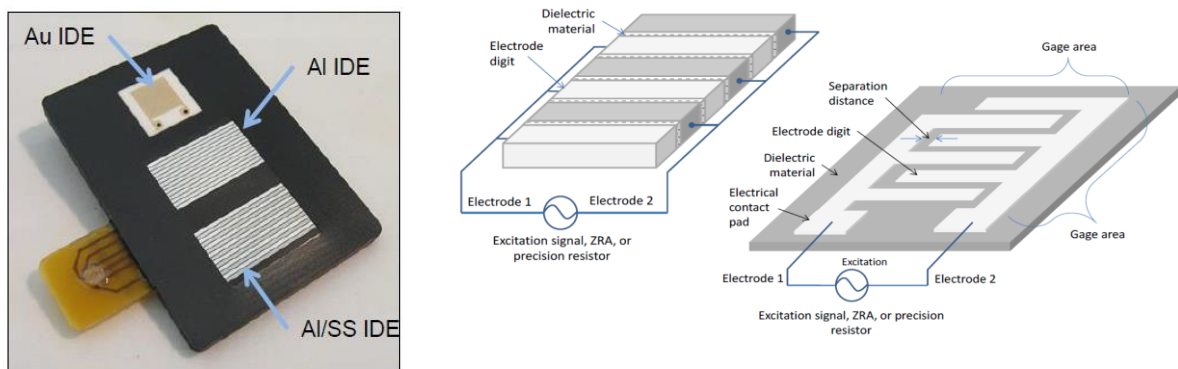 Au IDE
Al IDE
Al/SS IDE
Dielectric
material
Electrode
digit
Electrode 1
Electrode 2
Excitation signal, ZRA, or
precision resistor
Gage area
Separation
distance
Electrode digit
Dielectric
material
Electrical
contact
pad
Gage area
Electrode 1
Excitation
Electrode 2
Excitation signal, ZRA, or precision
resistor